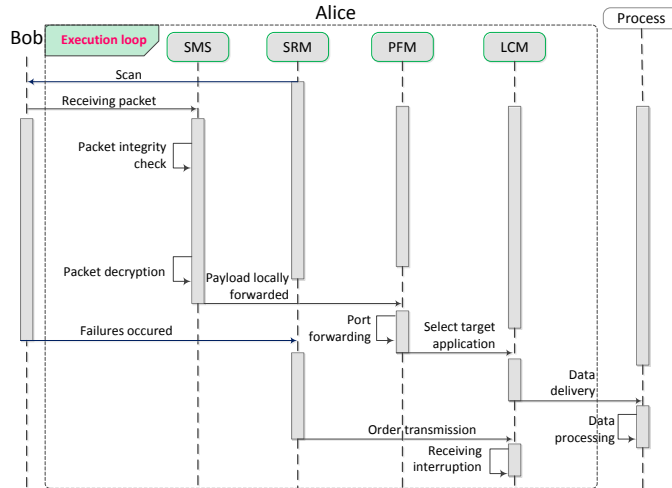 Alice
Process
Bob
Execution loop
SMS
SRM
PFM
LCM
Scan
Receiving packet
Packet integrity
check
Packet decryption
Payload locally
forwarded
Port
forwarding
Select target
application
Failures occured
Data
delivery
Data
processing
Order transmission
Receiving
interruption